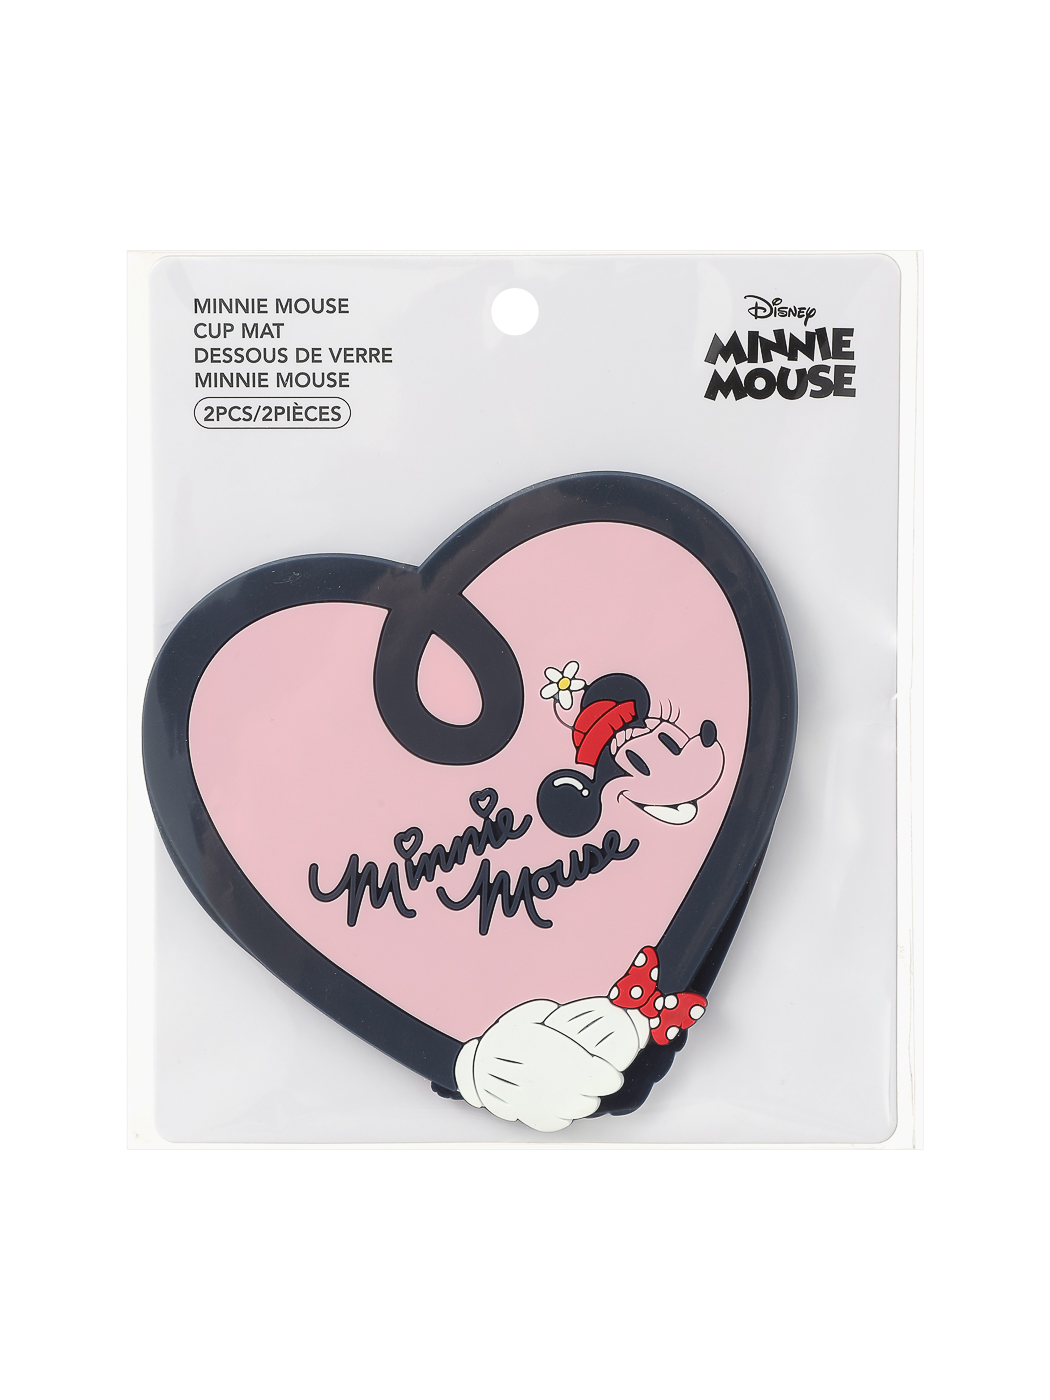 MINNIE MOUSE
CUP MAT
DESSOUS DE VERRE
MINNIE MOUSE
2PCS/2PIÈCES
Disney
MINNIE
MOUSE
Minnie
Mouse